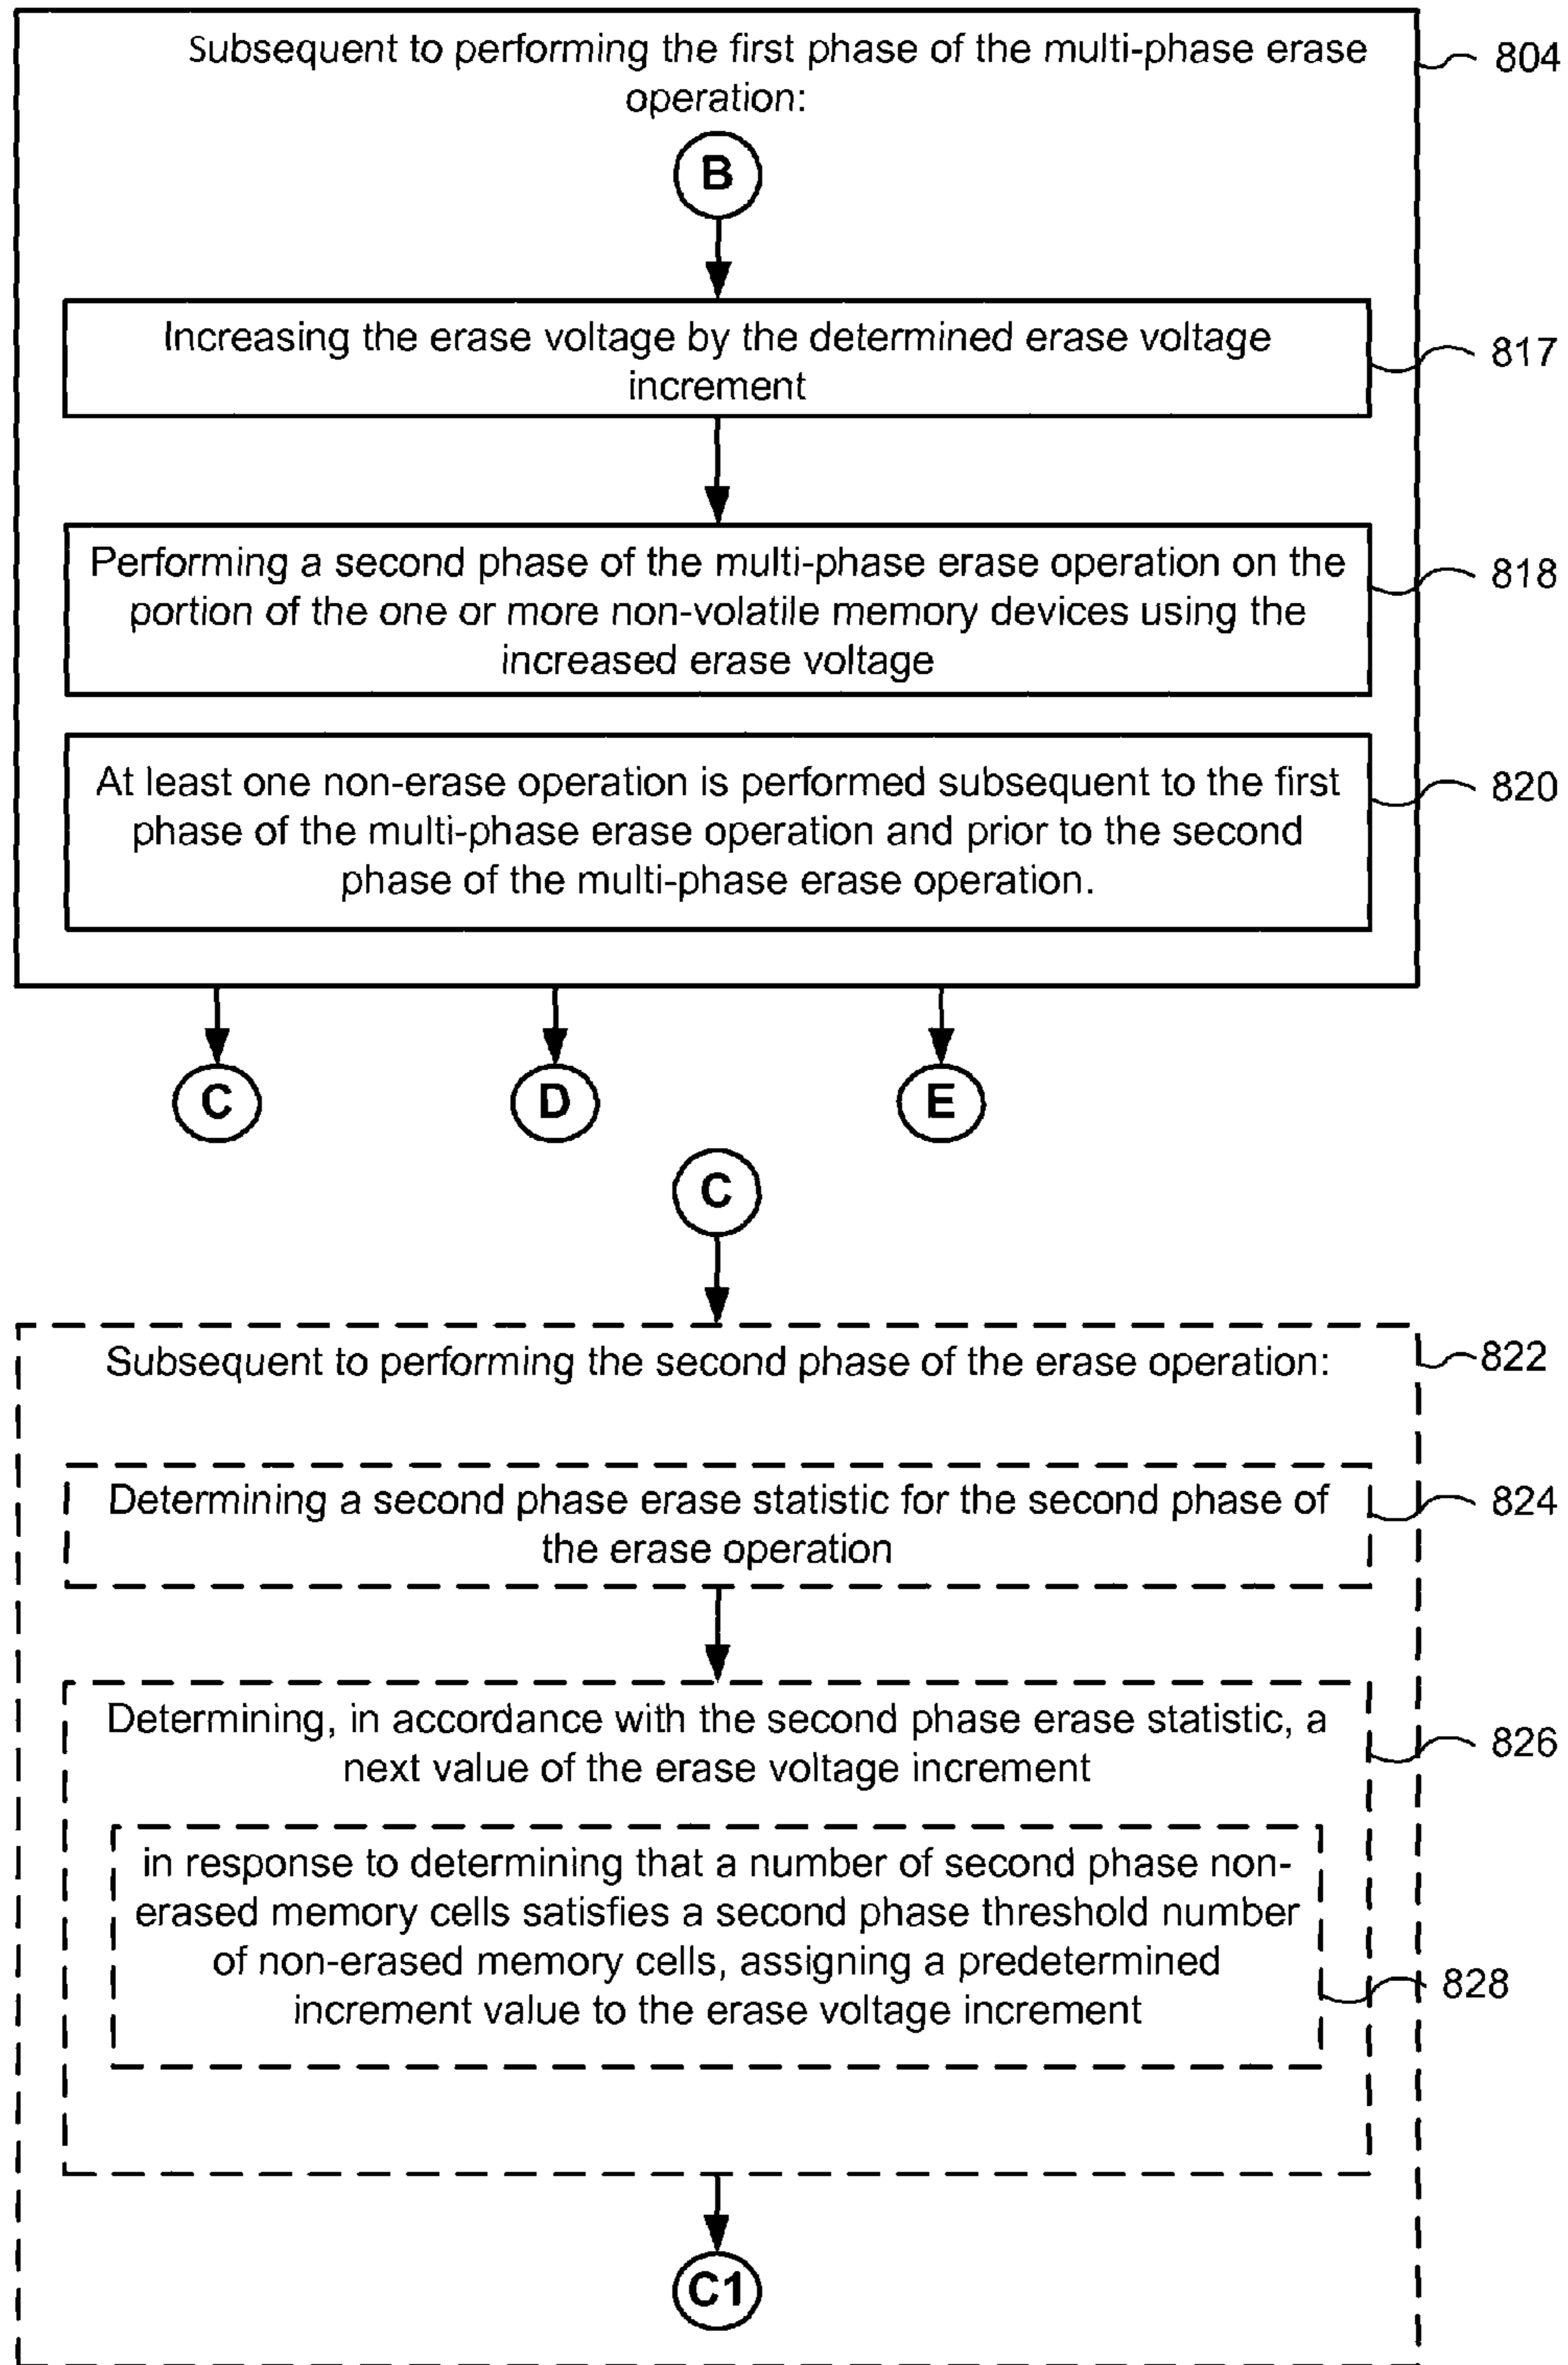 Subsequent to performing the first phase of the multi-phase erase
operation:
804
B
Increasing the erase voltage by the determined erase voltage
increment
817
Performing a second phase of the multi-phase erase operation on the
portion of the one or more non-volatile memory devices using the
increased erase voltage
818
At least one non-erase operation is performed subsequent to the first
phase of the multi-phase erase operation and prior to the second
phase of the multi-phase erase operation.
820
C
D
E
C
Subsequent to performing the second phase of the erase operation:
822
Determining a second phase erase statistic for the second phase of
the erase operation
824
Determining, in accordance with the second phase erase statistic, a
next value of the erase voltage increment
826
in response to determining that a number of second phase non-
erased memory cells satisfies a second phase threshold number
of non-erased memory cells, assigning a predetermined
increment value to the erase voltage increment
828
C1